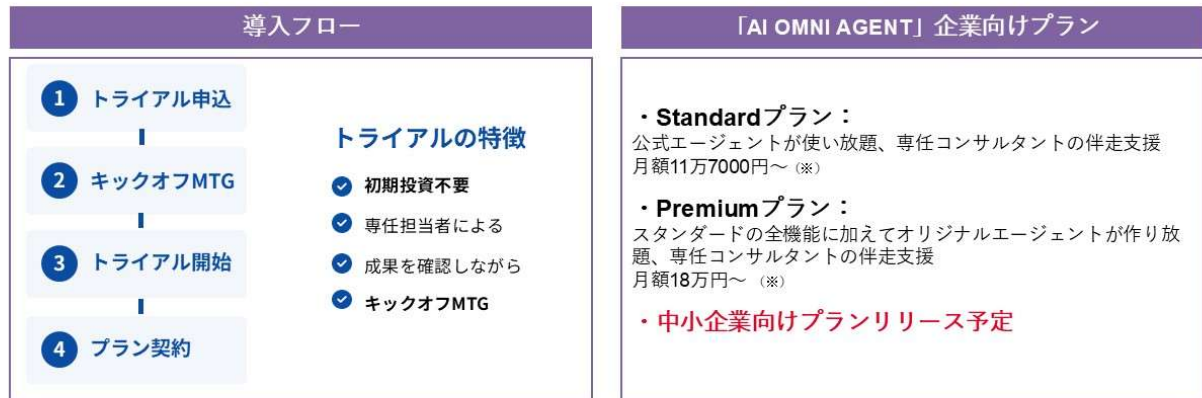 導入フロー
1 トライアル申込
2 キックオフMTG
3 トライアル開始
4 プラン契約
トライアルの特徴
初期投資不要
専任担当者による
成果を確認しながら
キックオフMTG
「AI OMNI AGENT」企業向けプラン
・Standardプラン：
公式エージェントが使い放題、専任コンサルタントの伴走支援
月額11万7000円～（※）
・Premiumプラン：
スタンダードの全機能に加えてオリジナルエージェントが作り放
題、専任コンサルタントの伴走支援
月額18万円～（※）
・中小企業向けプランリリース予定